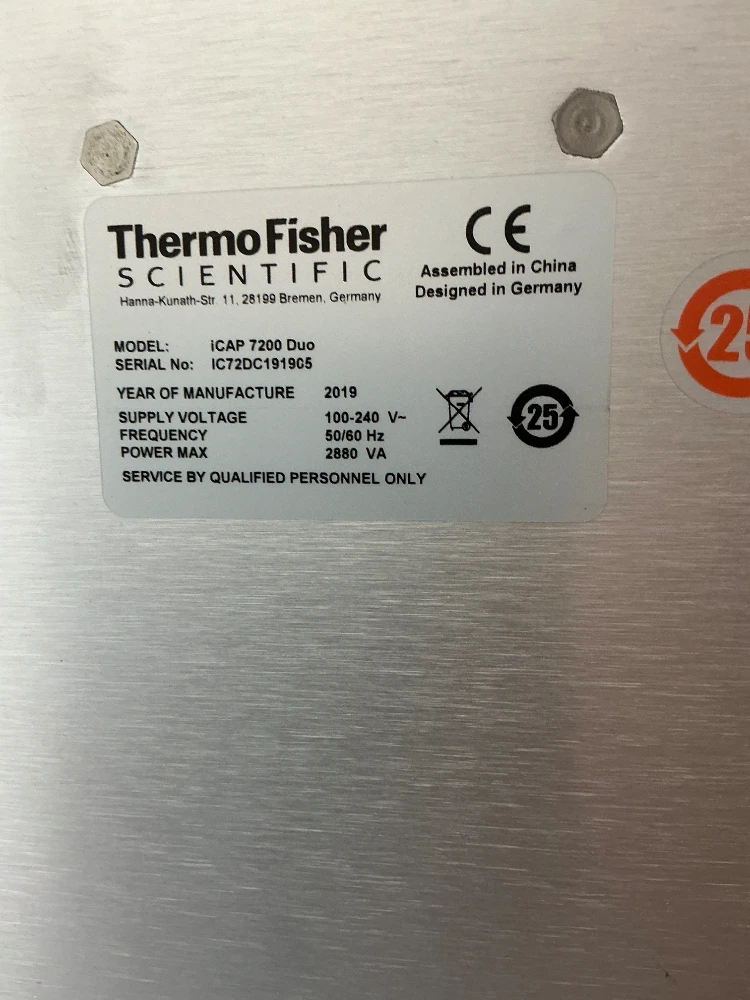 ThermoFisher
SCIENTIFIC
Hanna-Kunath-Str. 11, 28199 Bremen, Germany
CE
Assembled in China
Designed in Germany
MODEL: iCAP 7200 Duo
SERIAL No: IC72DC191905
YEAR OF MANUFACTURE 2019
SUPPLY VOLTAGE 100-240 V~
FREQUENCY 50/60 Hz
POWER MAX 2880 VA
SERVICE BY QUALIFIED PERSONNEL ONLY
25
25